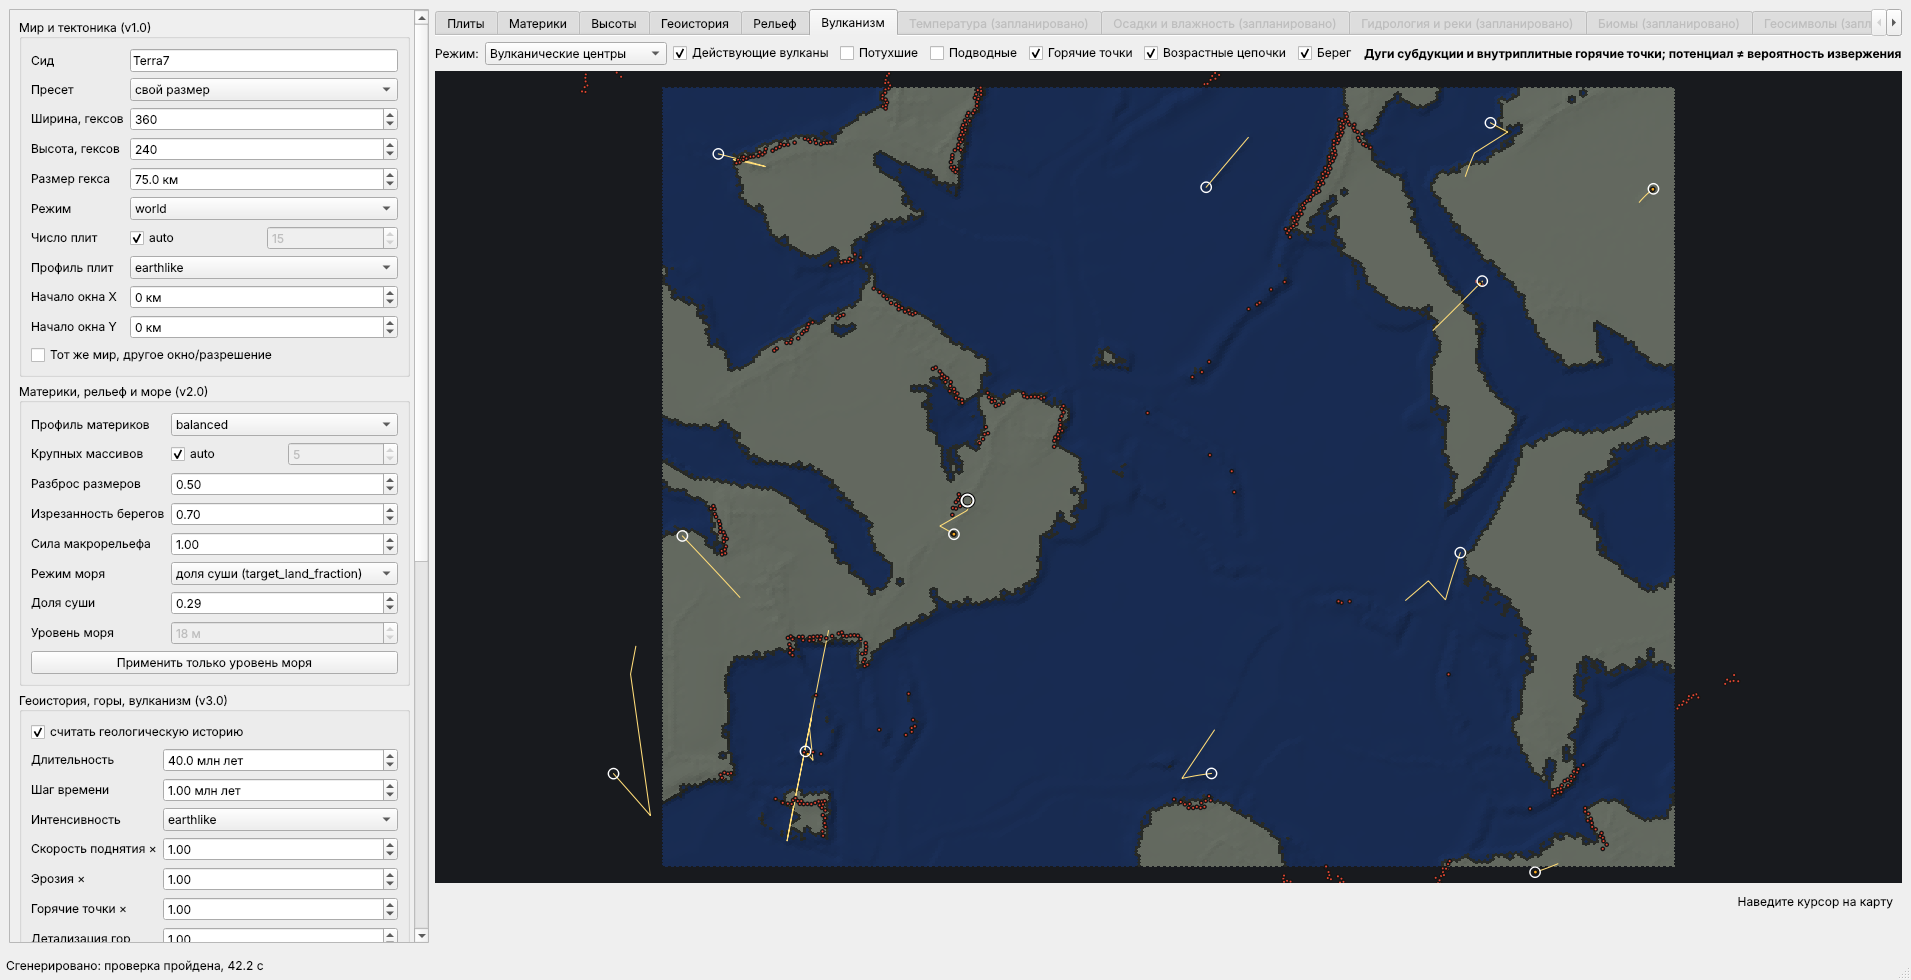 Мир и тектоника (v1.0)
Сид
Terra7
Пресет
свой размер
Ширина, гексов
360
Высота, гексов
240
Размер гекса
75.0 км
Режим
world
Число плит
auto
15
Профиль плит
earthlike
Начало окна X
0 км
Начало окна Y
0 км
Тот же мир, другое окно/разрешение
Материки, рельеф и море (v2.0)
Профиль материков
balanced
Крупных массивов
auto
5
Разброс размеров
0.50
Изрезанность берегов
0.70
Сила макрорельефа
1.00
Режим моря
доля суши (target_land_fraction)
Доля суши
0.29
Уровень моря
18 м
Применить только уровень моря
Геоистория, горы, вулканизм (v3.0)
считать геологическую историю
Длительность
40.0 млн лет
Шаг времени
1.00 млн лет
Интенсивность
earthlike
Скорость поднятия ×
1.00
Эрозия ×
1.00
Горячие точки ×
1.00
Детализация гор
1.00
Плиты
Материки
Высоты
Геоистория
Рельеф
Вулканизм
Температура (запланировано)
Осадки и влажность (запланировано)
Гидрология и реки (запланировано)
Биомы (запланировано)
Геосимволы (запл
Режим:
Вулканические центры
Действующие вулканы
Потухшие
Подводные
Горячие точки
Возрастные цепочки
Берег
Дуги субдукции и внутриплитные горячие точки; потенциал ≠ вероятность извержения
Наведите курсор на карту
Сгенерировано: проверка пройдена, 42.2 с